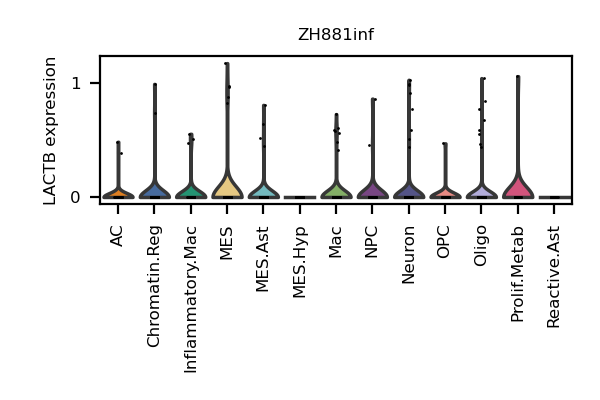 ZH881inf
LACTB expression
1
0
AC
Chromatin.Reg
Inflammatory.Mac
MES
MES.Ast
MES.Hyp
Mac
NPC
Neuron
OPC
Oligo
Prolif.Metab
Reactive.Ast